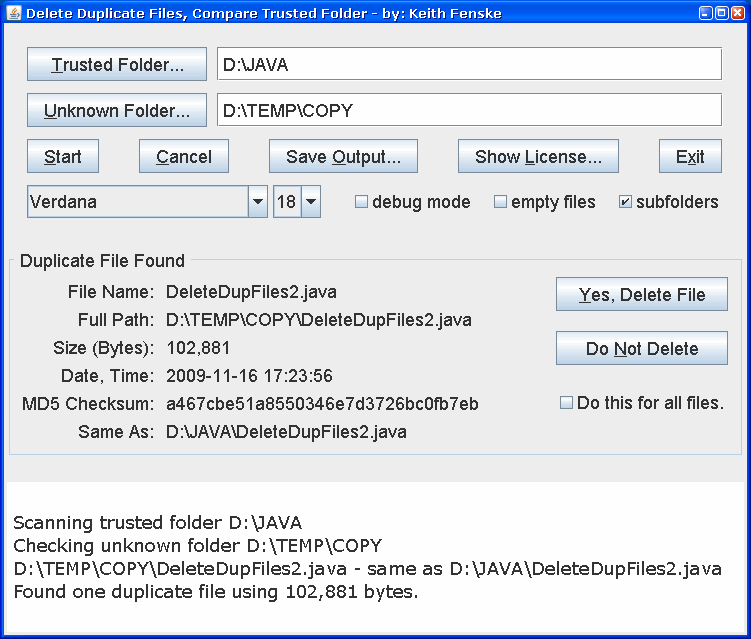 Delete Duplicate Files, Compare Trusted Folder - by: Keith Fenske
Trusted Folder... D:\JAVA
Unknown Folder... D:\TEMP\COPY
Start Cancel Save Output... Show License... Exit
Verdana 18 debug mode empty files subfolders
Duplicate File Found
File Name: DeleteDupFiles2.java
Yes, Delete File
Full Path: D:\TEMP\COPY\DeleteDupFiles2.java
Size (Bytes): 102,881
Do Not Delete
Date, Time: 2009-11-16 17:23:56
MD5 Checksum: a467cbe51a8550346e7d3726bc0fb7eb
Do this for all files.
Same As: D:\JAVA\DeleteDupFiles2.java
Scanning trusted folder D:\JAVA
Checking unknown folder D:\TEMP\COPY
D:\TEMP\COPY\DeleteDupFiles2.java - same as D:\JAVA\DeleteDupFiles2.java
Found one duplicate file using 102,881 bytes.